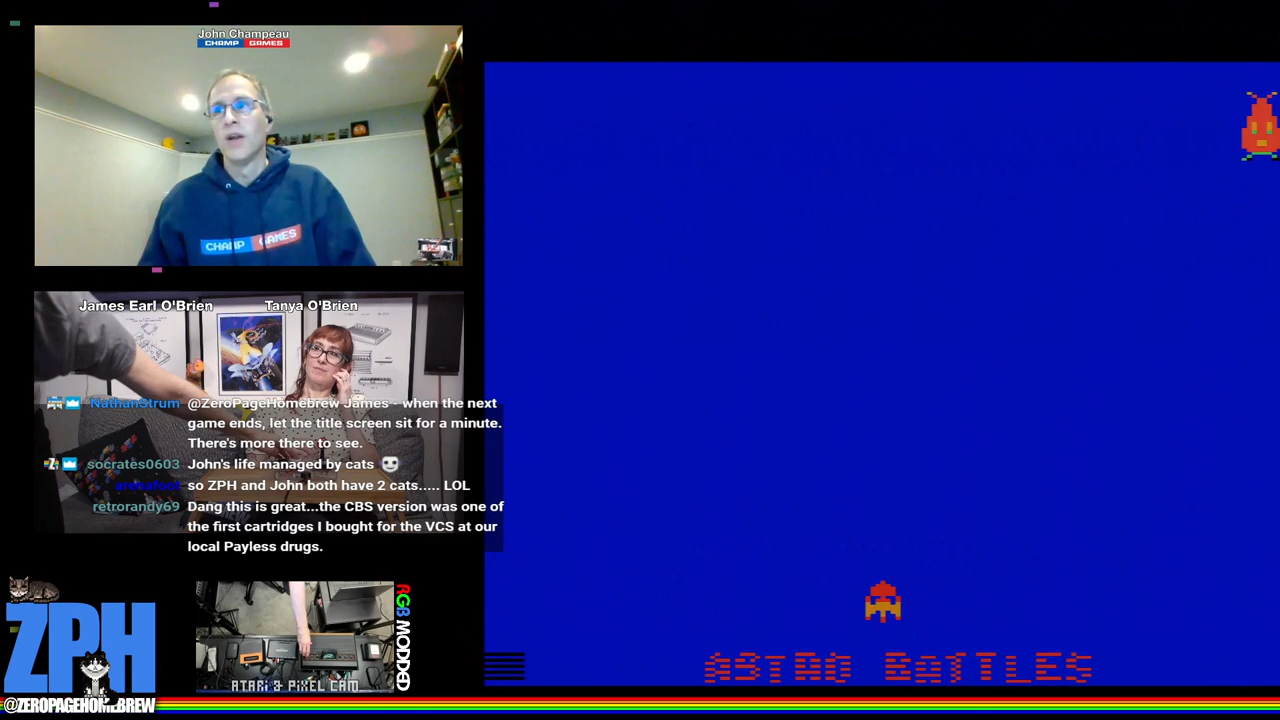 John Champeau
CHAMP GAMES
CHAMP GAMES
James Earl O'Brien
Tanya O'Brien
NathanStrum @ZeroPageHomebrew James - when the next
game ends, let the title screen sit for a minute.
There's more there to see.
socrates0603 John's life managed by cats
arenafoot so ZPH and John both have 2 cats..... LOL
retrorandy69 Dang this is great...the CBS version was one of
the first cartridges I bought for the VCS at our
local Payless drugs.
ZPH
@ZEROPAGEHOMEBREW
RGB MODDED
ATARI & PIXEL CAM
ASTRO BATTLES